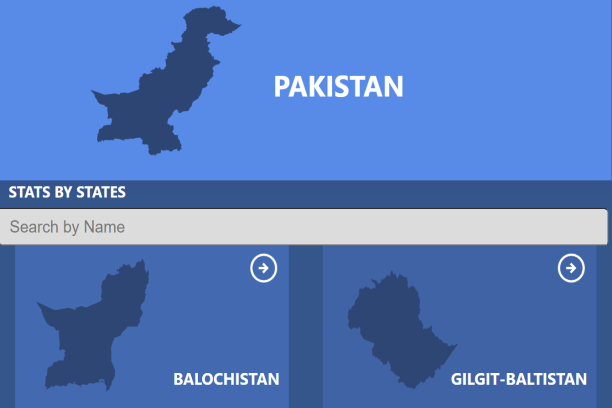 PAKISTAN
STATS BY STATES
Search by Name
BALOCHISTAN
GILGIT-BALTISTAN